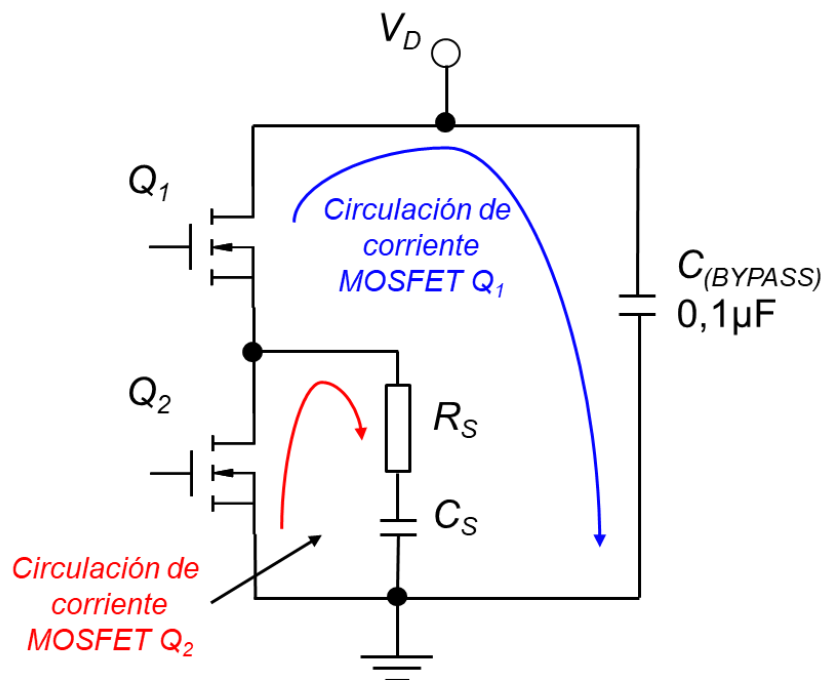 V_D
Q_1
Circulación de
corriente
MOSFET Q_1
C_(BYPASS)
0,1µF
Q_2
R_S
C_S
Circulación de
corriente
MOSFET Q_2